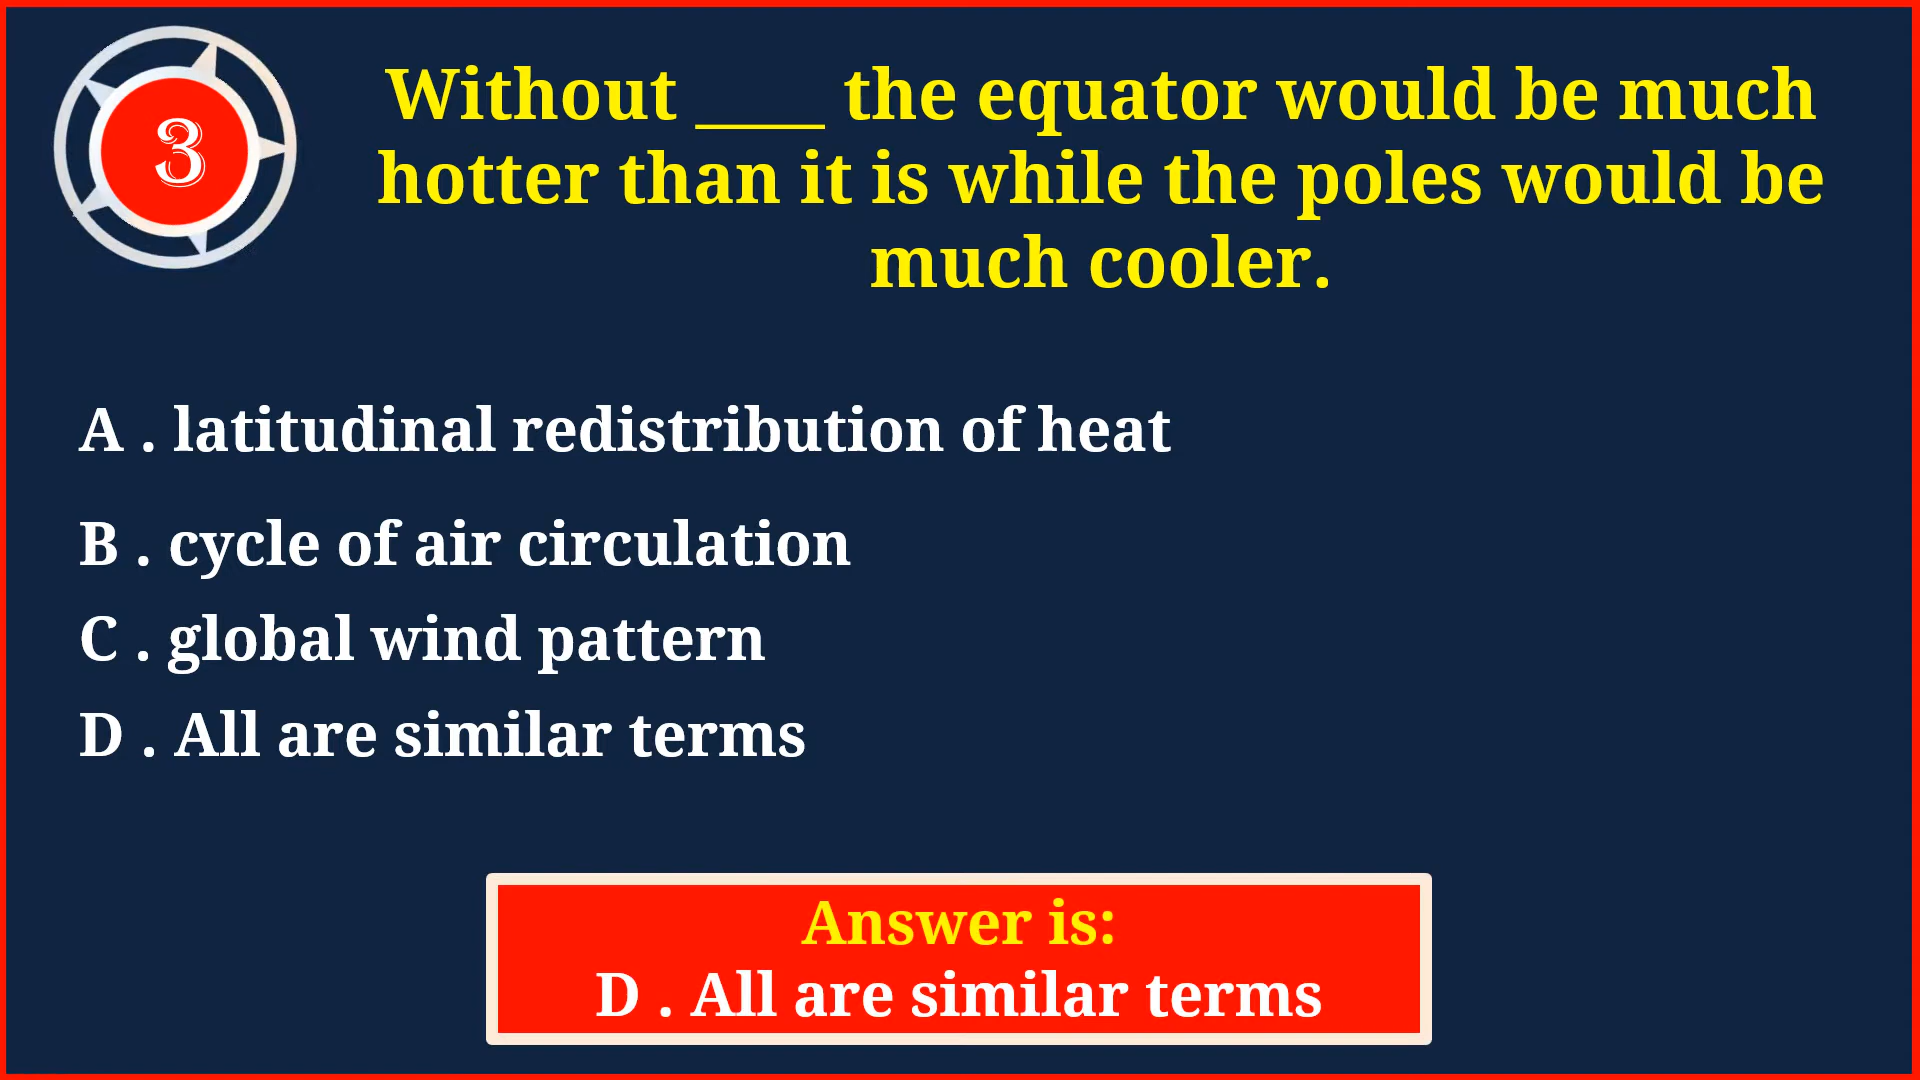 3
Without ____ the equator would be much
hotter than it is while the poles would be
much cooler.
A . latitudinal redistribution of heat
B . cycle of air circulation
C . global wind pattern
D . All are similar terms
Answer is:
D . All are similar terms